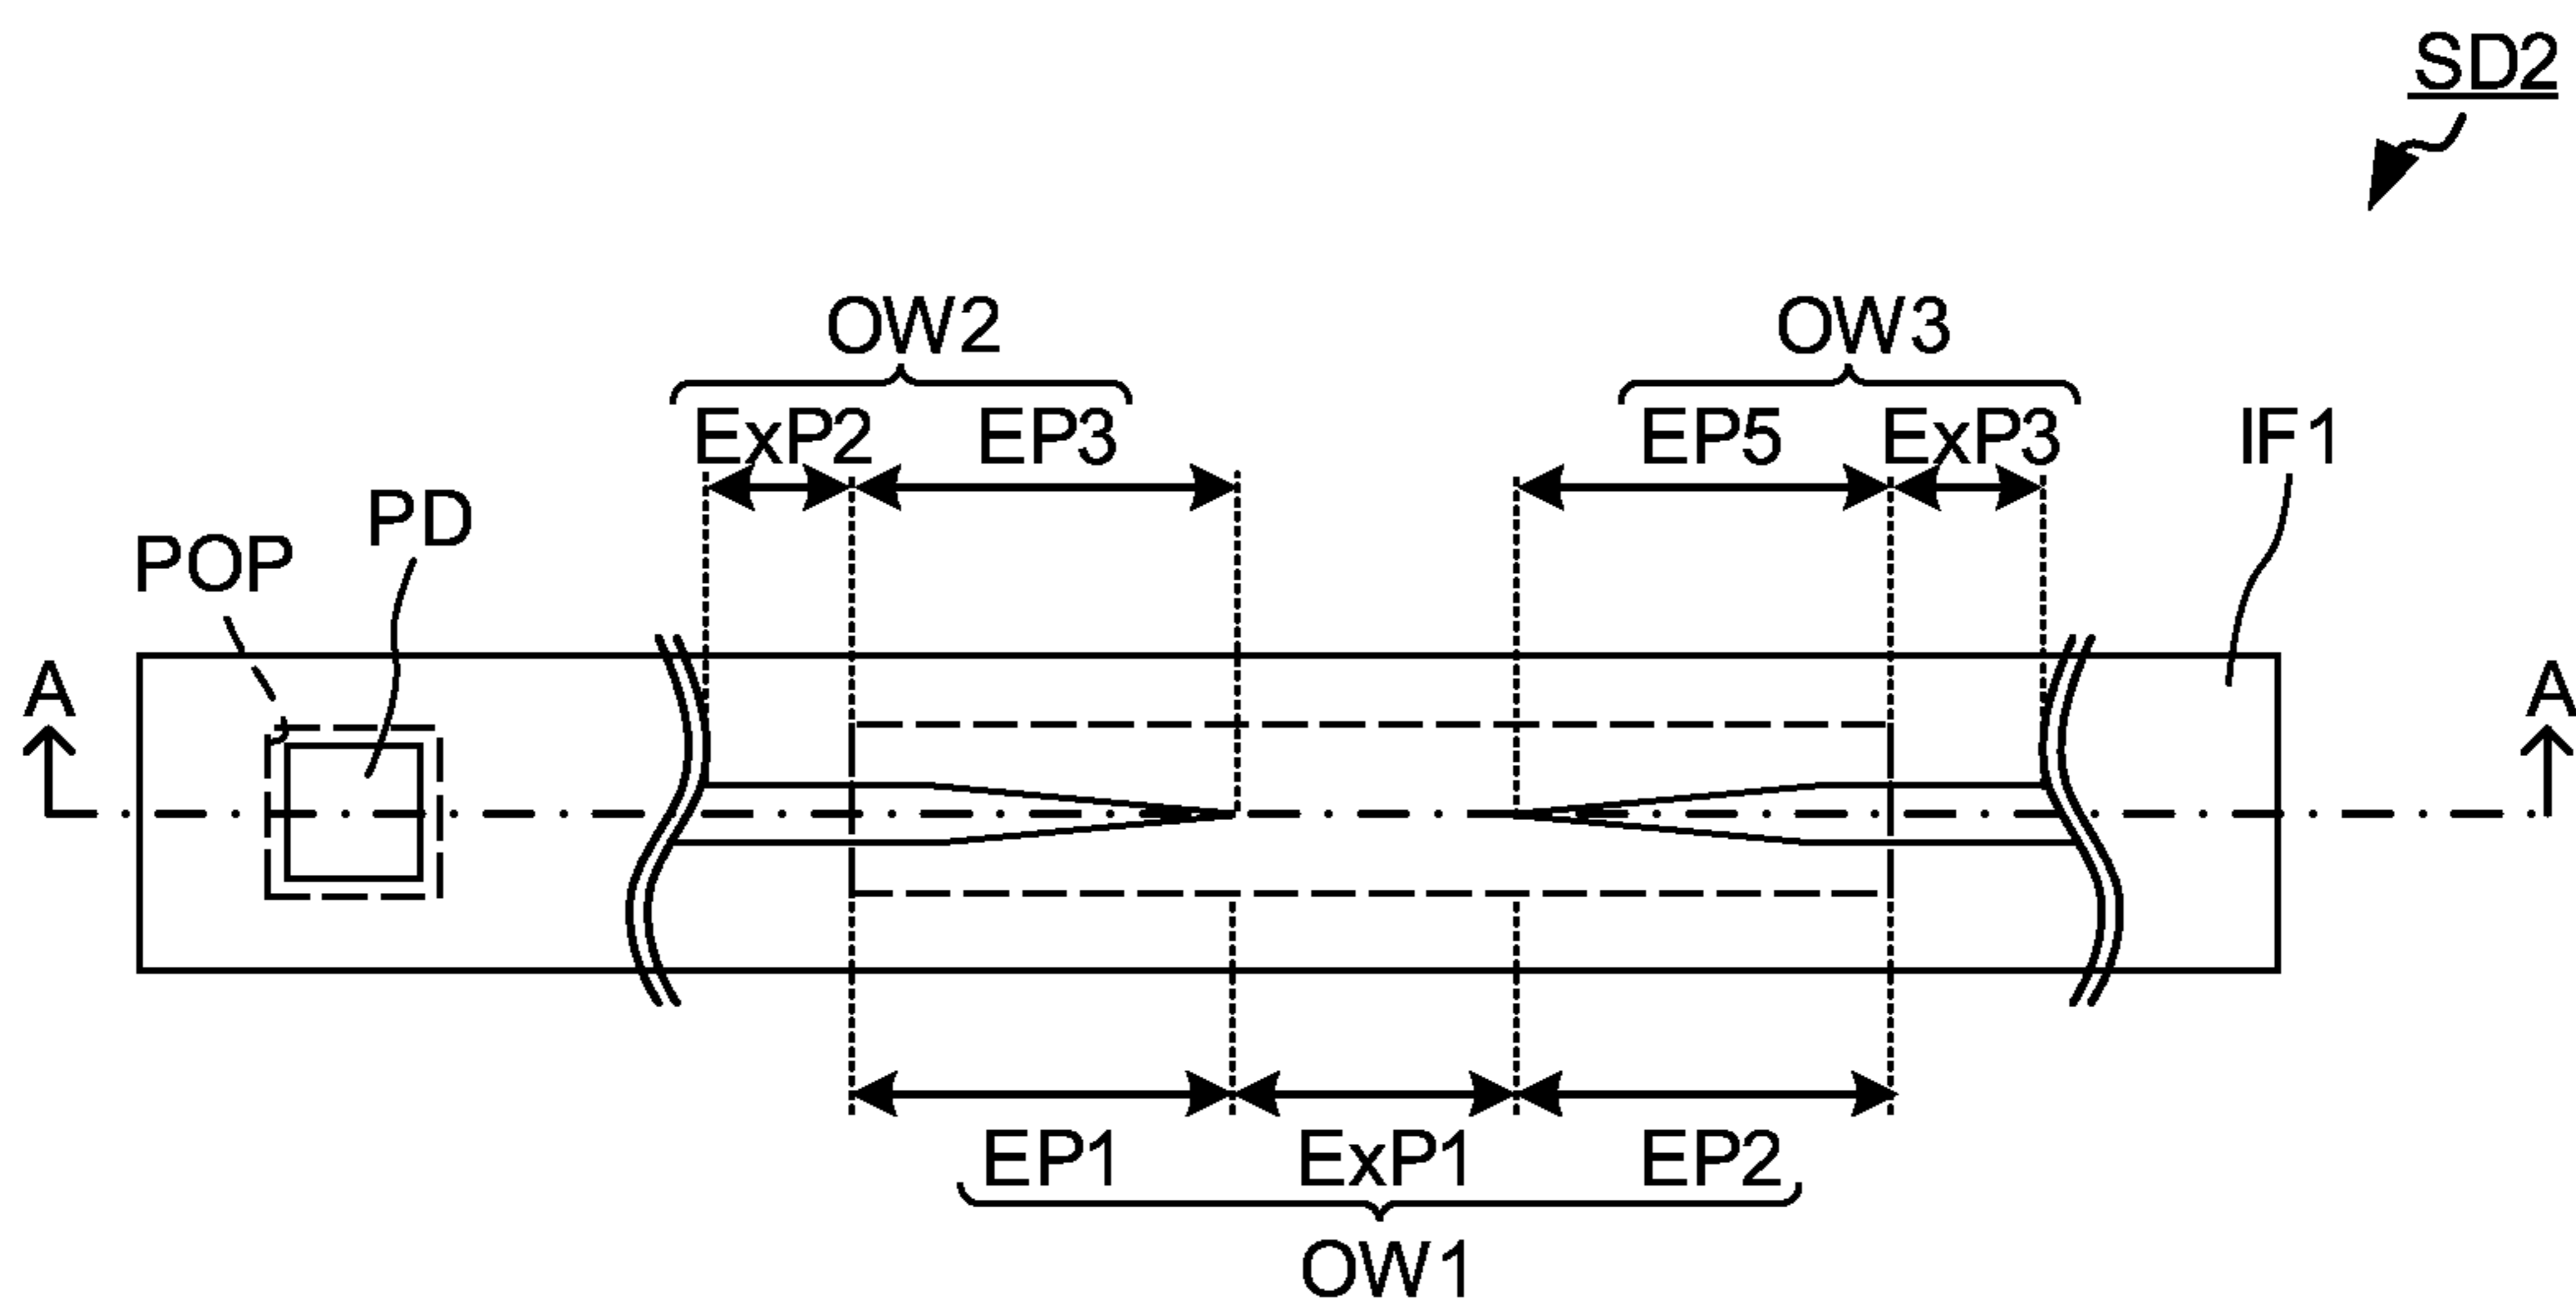 SD2
OW2 OW3
ExP2 EP3 EP5 ExP3 IF1
PD
POP
A A
EP1 ExP1 EP2
OW1